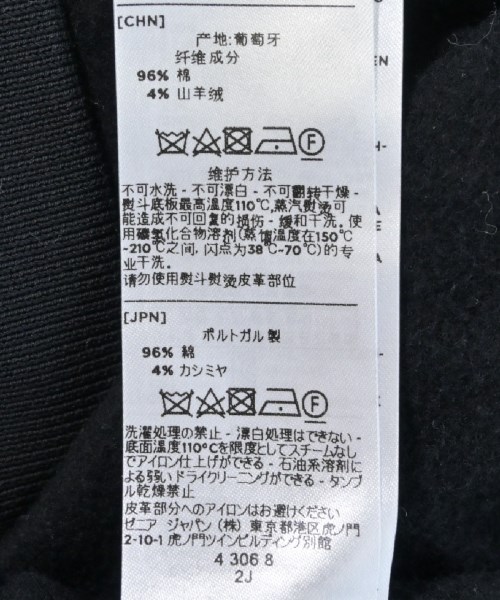 [CHN]
产地:葡萄牙
纤维成分
96% 棉
4% 山羊绒
F
维护方法
不可水洗 - 不可漂白 - 不可翻转干燥 -
熨斗底板最高温度110℃,蒸汽熨烫可
能造成不可回复的损伤 - 缓和干洗。使
用碳氢化合物溶剂(蒸馏温度在150℃
-210℃之间, 闪点为38℃-70℃)的专
业干洗。
请勿使用熨斗熨烫皮革部位
[JPN]
ポルトガル製
96% 綿
4% カシミヤ
F
洗濯処理の禁止 - 漂白処理はできない -
底面温度110℃を限度としてスチームなし
でアイロン仕上げができる - 石油系溶剤に
よる弱いドライクリーニングができる - タンブ
ル乾燥禁止
皮革部分へのアイロンはお避けください
ゼニア ジャパン (株) 東京都港区虎ノ門
2-10-1 虎ノ門ツインビルディング別館
4 306 8
2J
EN
H-
A
E
A